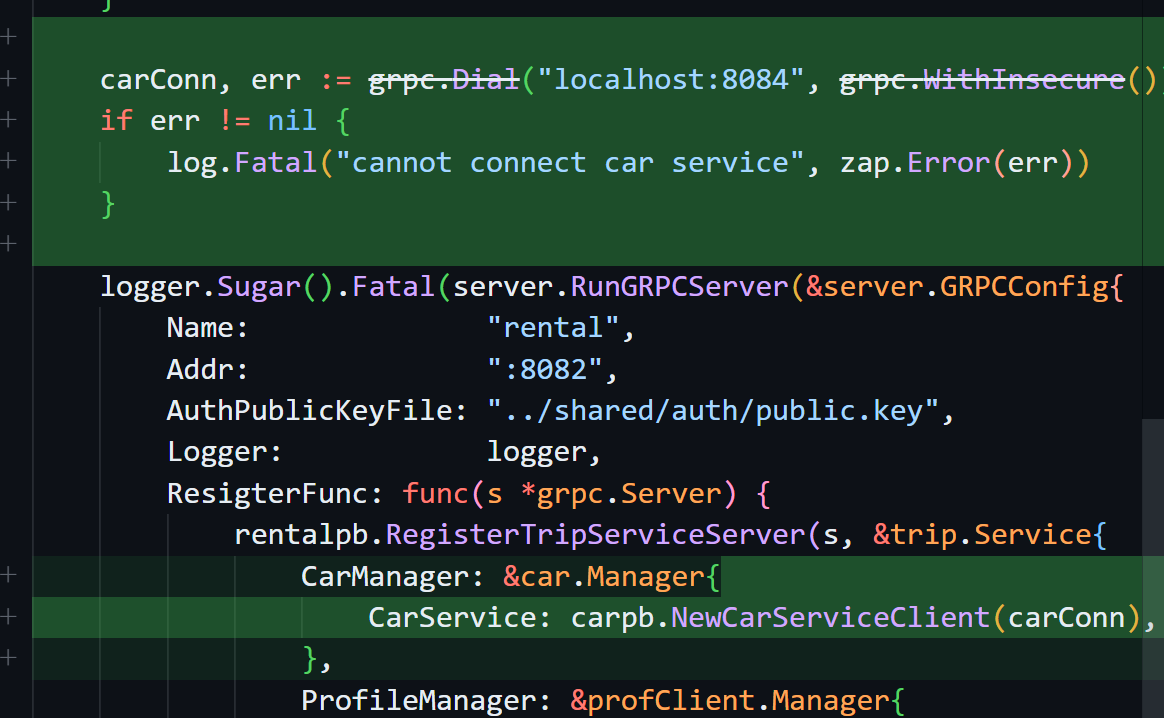 }
+
+ carConn, err := grpc.Dial("localhost:8084", grpc.WithInsecure())
+ if err != nil {
+ log.Fatal("cannot connect car service", zap.Error(err))
+ }
+
logger.Sugar().Fatal(server.RunGRPCServer(&server.GRPCConfig{
Name: "rental",
Addr: ":8082",
AuthPublicKeyFile: "../shared/auth/public.key",
Logger: logger,
ResigterFunc: func(s *grpc.Server) {
rentalpb.RegisterTripServiceServer(s, &trip.Service{
+ CarManager: &car.Manager{
+ CarService: carpb.NewCarServiceClient(carConn),
+ },
ProfileManager: &profClient.Manager{